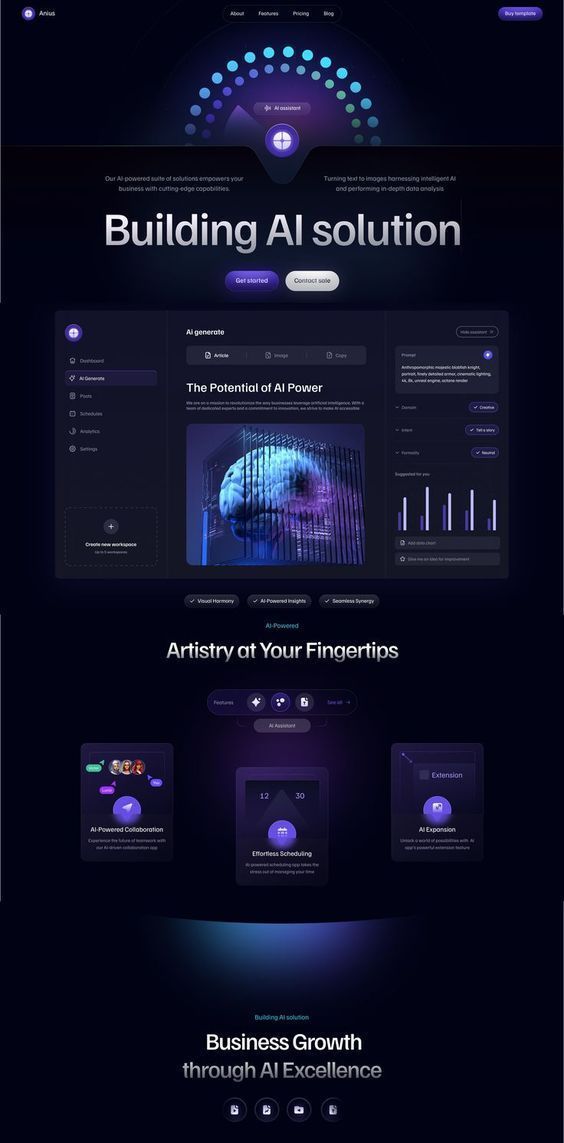 Anius
About Features Pricing Blog
Buy template
AI assistant
Our AI-powered suite of solutions empowers your
business with cutting-edge capabilities.
Turning text to images harnessing intelligent AI
and performing in-depth data analysis
Building AI solution
Get started
Contact sale
Ai generate
Hide assistant
Dashboard
AI Generate
Posts
Schedules
Analytics
Settings
Create new workspace
Up to 5 workspaces
Article
Image
Copy
The Potential of AI Power
We are on a mission to revolutionize the way businesses leverage artificial intelligence. With a
team of dedicated experts and a commitment to innovation, we strive to make AI accessible
Prompt
Anthropomorphic majestic blobfish knight,
portrait, finely detailed armor, cinematic lighting,
4k, 8k, unreal engine, octane render
Domain
Creative
Intent
Tell a story
Formality
Neutral
Suggested for you
Add data chart
Give me an idea for improvement
Visual Harmony
AI-Powered Insights
Seamless Synergy
AI-Powered
Artistry at Your Fingertips
Features
See all
AI Assistant
AI-Powered Collaboration
Experience the future of teamwork with
our AI-driven collaboration app
12 30
Effortless Scheduling
AI-powered scheduling app takes the
stress out of managing your time
Extension
AI Expansion
Unlock a world of possibilities with AI
app's powerful extension feature
Building AI solution
Business Growth
through AI Excellence